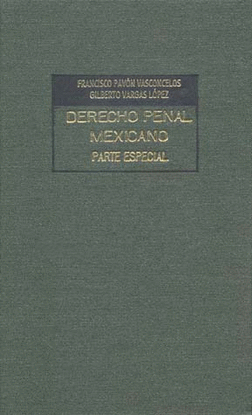 FRANCISCO PAVÓN VASCONCELOS
GILBERTO VARGAS LÓPEZ
DERECHO PENAL
MEXICANO
PARTE ESPECIAL